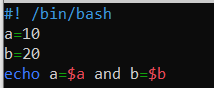 #! /bin/bash
a=10
b=20
echo a=$a and b=$b